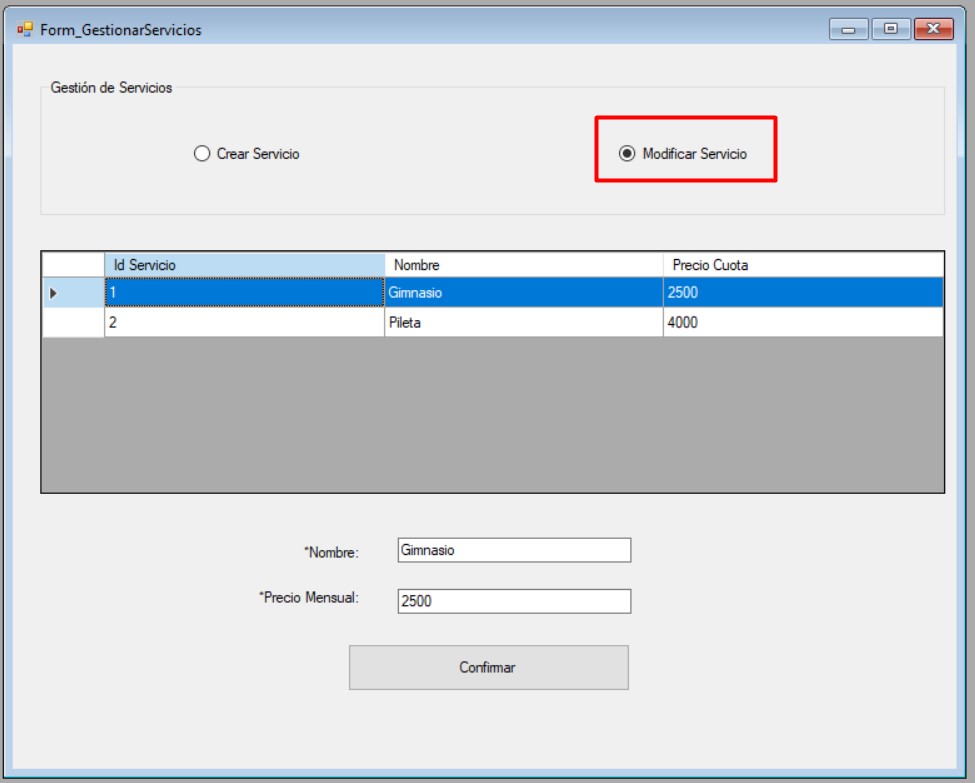 Form_GestionarServicios
Gestión de Servicios
Crear Servicio
Modificar Servicio
Id Servicio Nombre Precio Cuota
1 Gimnasio 2500
2 Pileta 4000
*Nombre: Gimnasio
*Precio Mensual: 2500
Confirmar